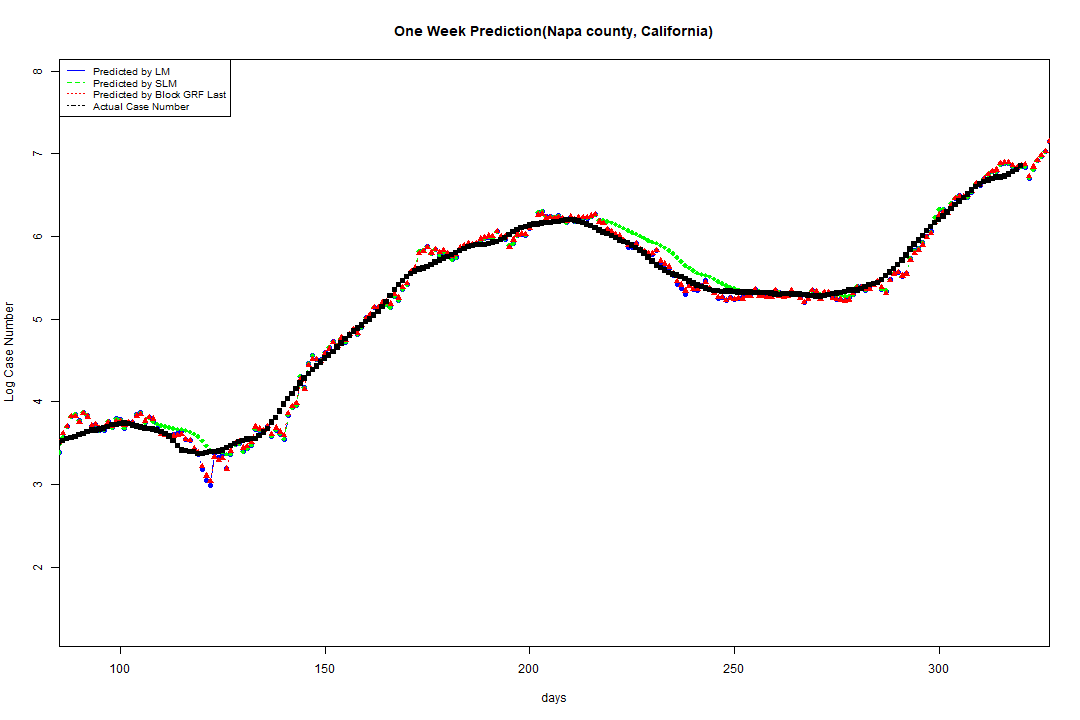 One Week Prediction(Napa county, California)
Predicted by LM
Predicted by SLM
Predicted by Block GRF Last
Actual Case Number
8
7
6
5
4
3
2
Log Case Number
100 150 200 250 300
days